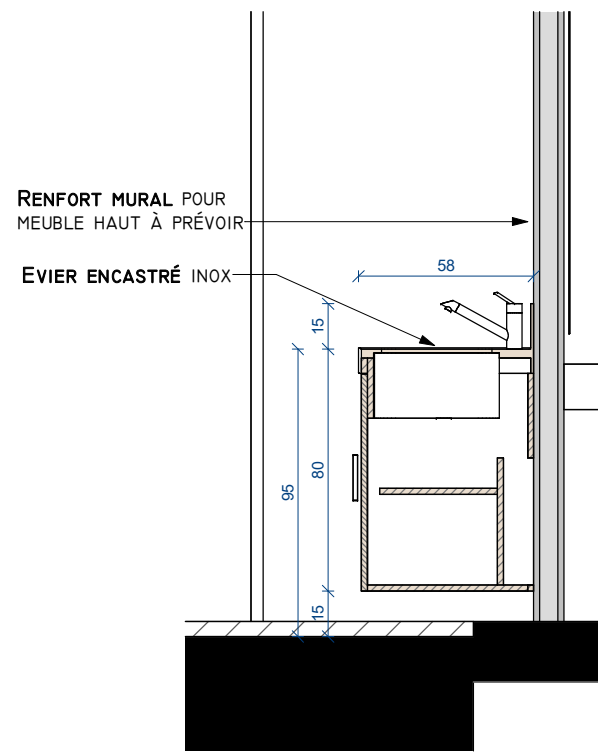 RENFORT MURAL POUR
MEUBLE HAUT À PRÉVOIR
58
EVIER ENCASTRÉ INOX
15
80
95
15